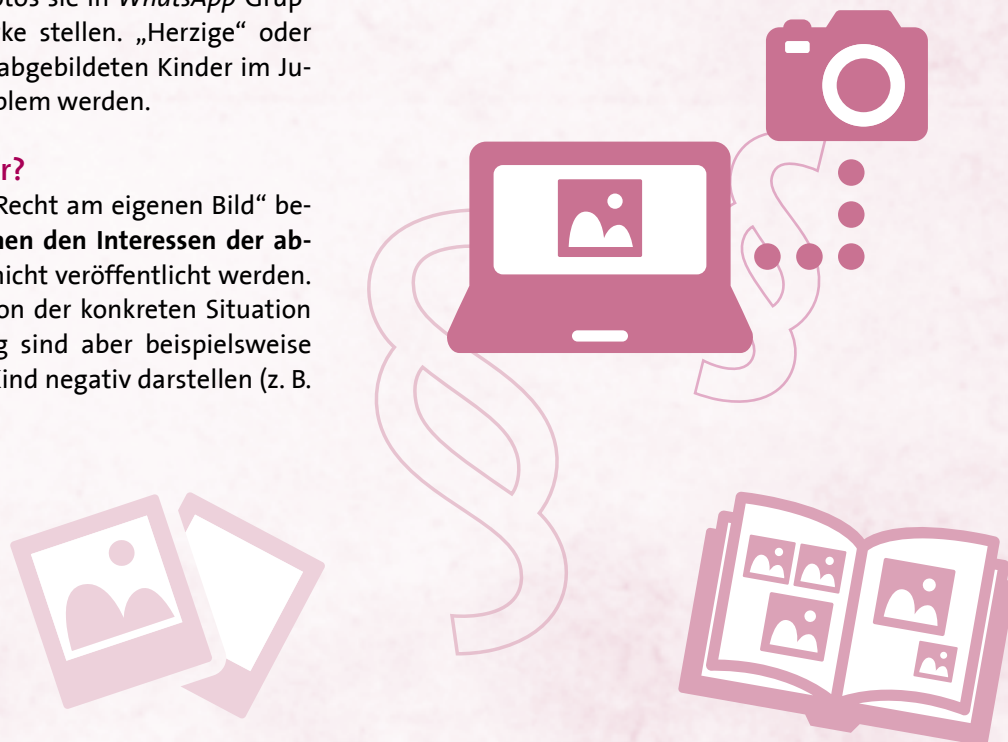 otos sie in WhatsApp-Grup-
ke stellen. „Herzige“ oder
abgebildeten Kinder im Ju-
blem werden.
r?
Recht am eigenen Bild“ be-
nen den Interessen der ab-
nicht veröffentlicht werden.
on der konkreten Situation
g sind aber beispielsweise
Kind negativ darstellen (z. B.